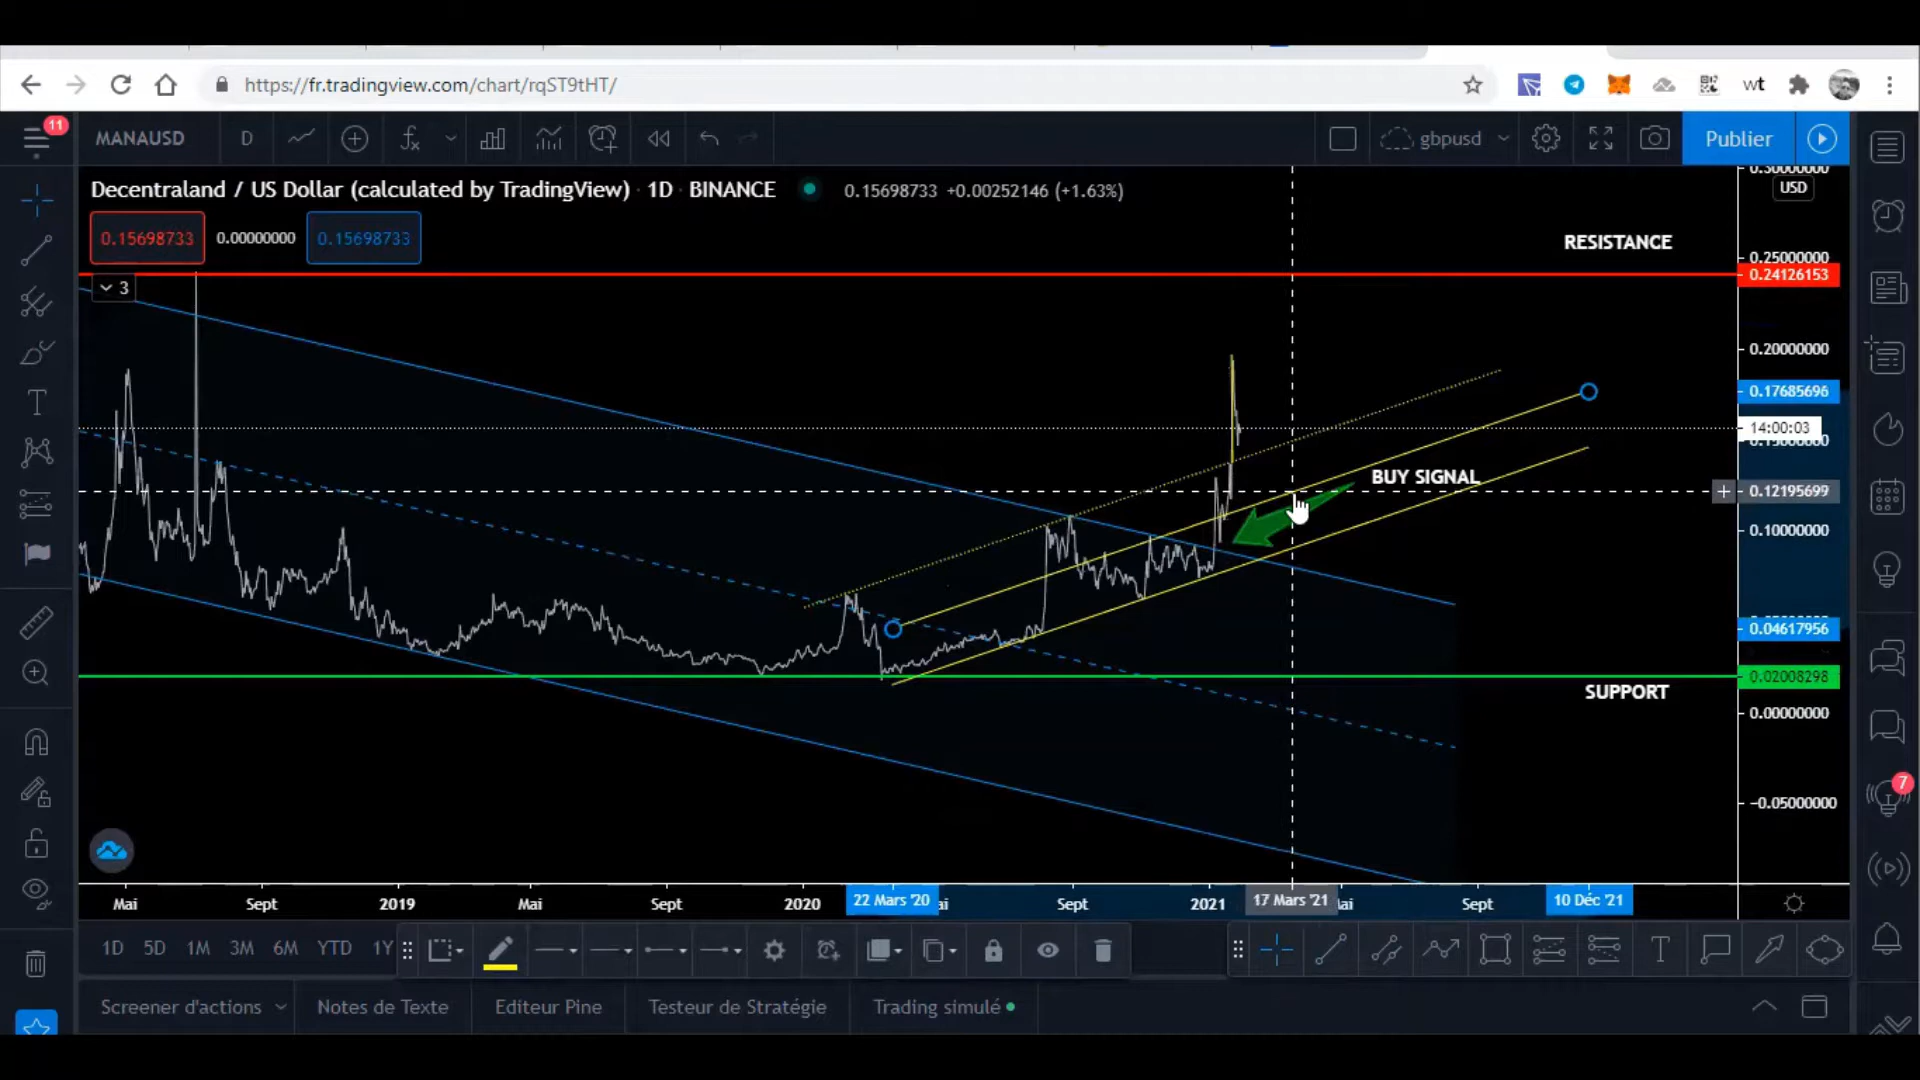 https://fr.tradingview.com/chart/rqST9tHT/
wt
11
MANAUSD
D
gbpusd
Publier
Decentraland / US Dollar (calculated by TradingView) · 1D · BINANCE
0.15698733 +0.00252146 (+1.63%)
USD
0.15698733
0.00000000
0.15698733
3
RESISTANCE
0.25000000
0.24126153
0.20000000
0.17685696
14:00:03
BUY SIGNAL
0.12195699
0.10000000
0.04617956
0.02008298
SUPPORT
0.00000000
-0.05000000
7
Mai
Sept
2019
Mai
Sept
2020
22 Mars '20
Sept
2021
17 Mars '21
Sept
10 Déc '21
1D
5D
1M
3M
6M
YTD
1Y
T
Screener d'actions
Notes de Texte
Editeur Pine
Testeur de Stratégie
Trading simulé